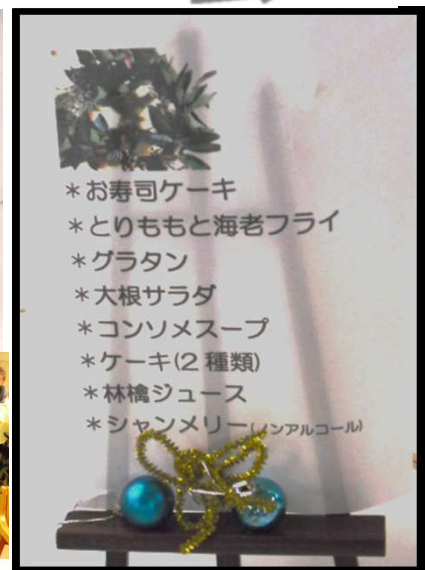 ＊お寿司ケーキ
＊とりももと海老フライ
＊グラタン
＊大根サラダ
＊コンソメスープ
＊ケーキ(2種類)
＊林檎ジュース
＊シャンメリー(ノンアルコール)